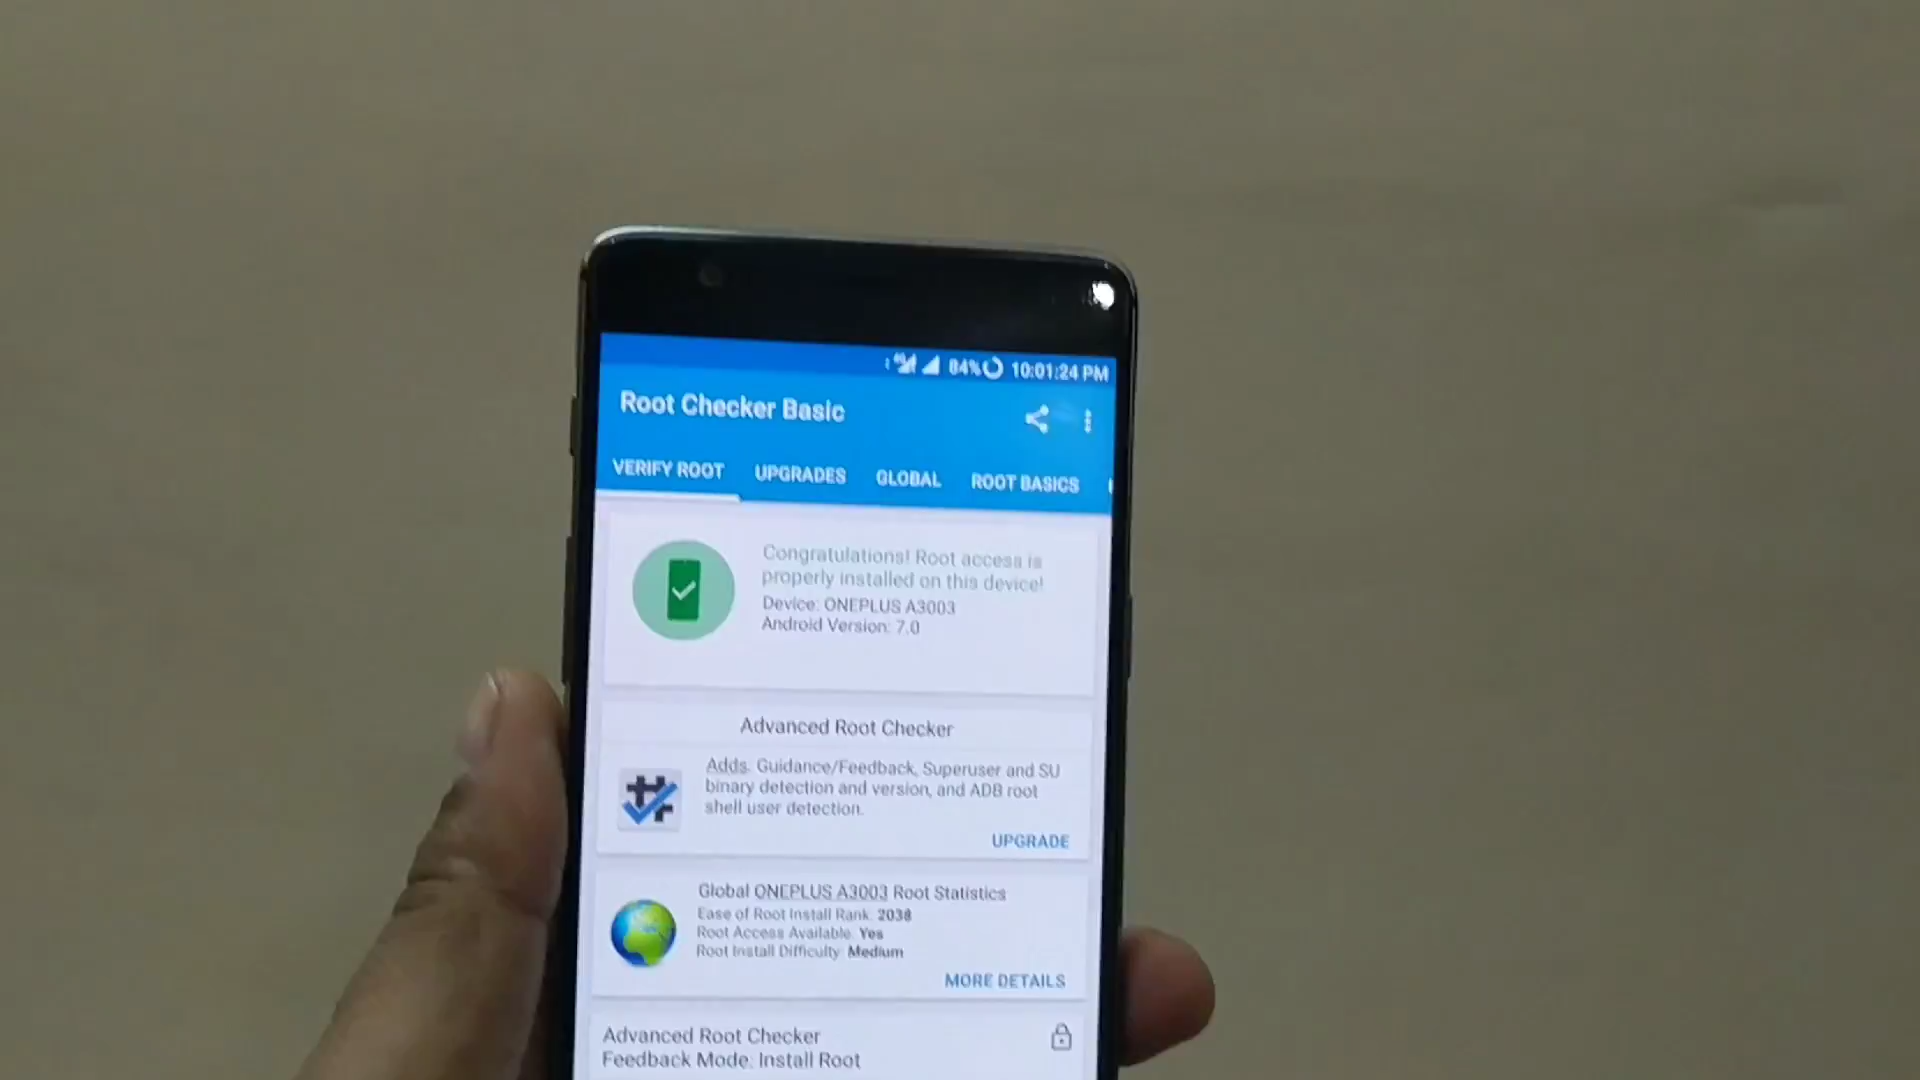 4G 84% 10:01:24 PM
Root Checker Basic
VERIFY ROOT UPGRADES GLOBAL ROOT BASICS
Congratulations! Root access is
properly installed on this device!
Device: ONEPLUS A3003
Android Version: 7.0
Advanced Root Checker
Adds: Guidance/Feedback, Superuser and SU
binary detection and version, and ADB root
shell user detection.
UPGRADE
Global ONEPLUS A3003 Root Statistics
Ease of Root Install Rank: 2038
Root Access Available: Yes
Root Install Difficulty: Medium
MORE DETAILS
Advanced Root Checker
Feedback Mode: Install Root